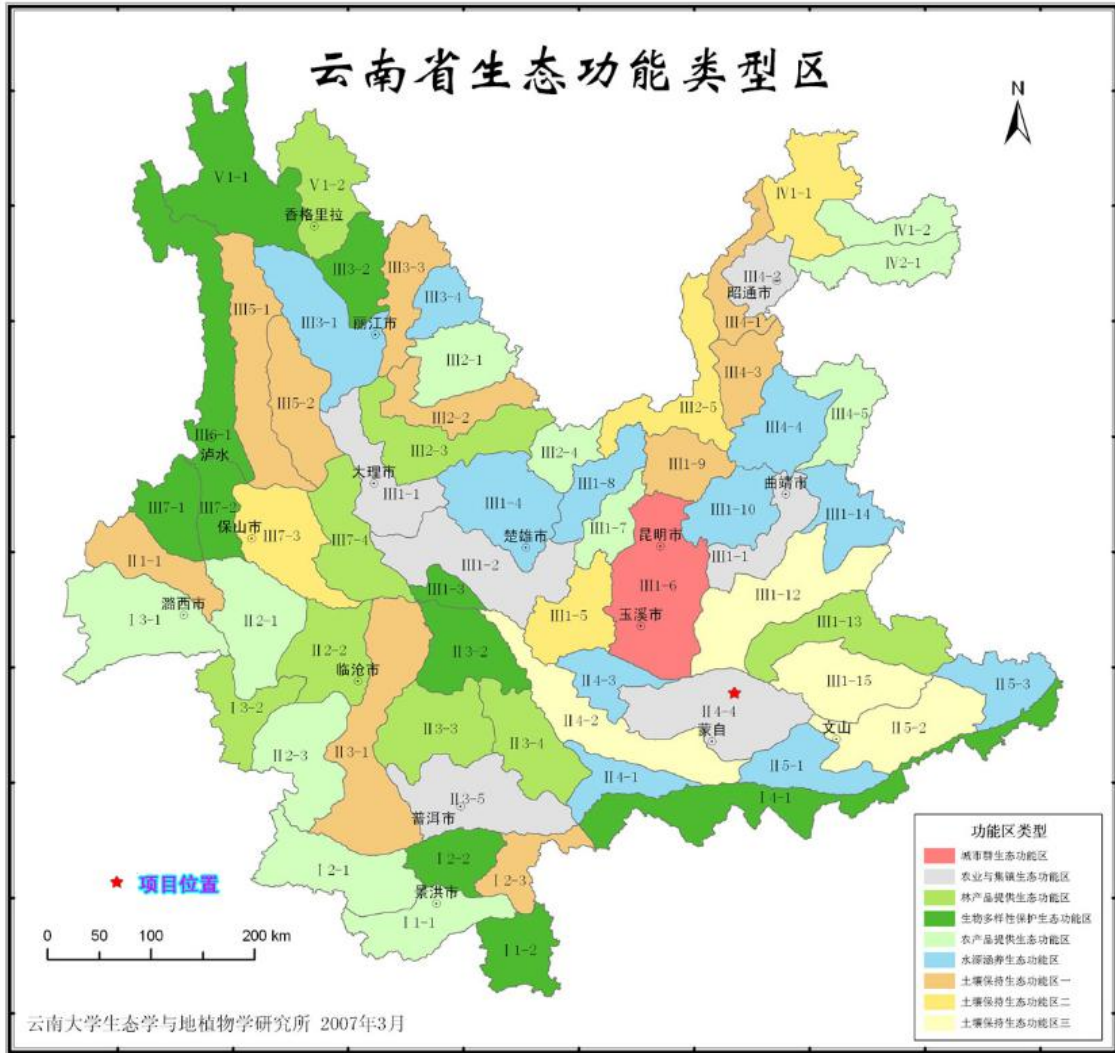 云南省生态功能类型区
N
V1-1
V1-2
香格里拉
IV1-1
IV1-2
IV2-1
III4-2
昭通市
III3-2
III3-3
III3-4
III5-1
III3-1
丽江市
III4-1
III2-1
III4-3
III5-2
III2-2
III2-5
III4-5
III4-4
III6-1
泸水
III2-3
III2-4
大理市
III1-9
曲靖市
III1-1
III1-4
III1-8
III7-1
III7-2
保山市
III7-3
III7-4
楚雄市
III1-7
昆明市
III1-10
III1-14
II1-1
III1-2
III1-1
III1-3
III1-6
III1-5
III1-12
潞西市
I3-1
II2-1
玉溪市
III1-13
II2-2
临沧市
II3-2
II4-3
III1-15
II5-3
I3-2
II4-4
II4-2
蒙自
文山
II5-2
II2-3
II3-1
II3-3
II3-4
II4-1
II5-1
I4-1
II3-5
普洱市
I2-1
I2-2
I2-3
景洪市
I1-1
I1-2
项目位置
0 50 100 200 km
云南大学生态学与地植物学研究所 2007年3月
功能区类型
城市群生态功能区
农业与集镇生态功能区
林产品提供生态功能区
生物多样性保护生态功能区
农产品提供生态功能区
水源涵养生态功能区
土壤保持生态功能区一
土壤保持生态功能区二
土壤保持生态功能区三